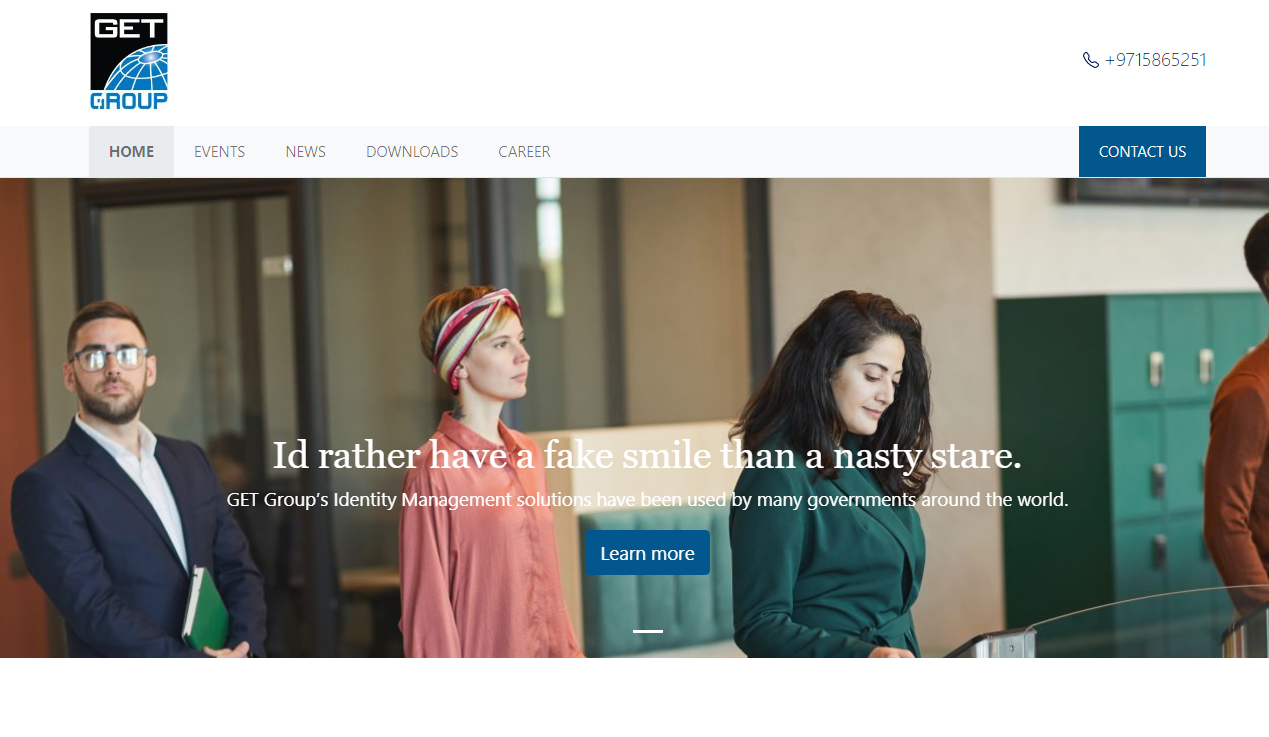 GET
GROUP
+9715865251
HOME EVENTS NEWS DOWNLOADS CAREER CONTACT US
Id rather have a fake smile than a nasty stare.
GET Group's Identity Management solutions have been used by many governments around the world.
Learn more